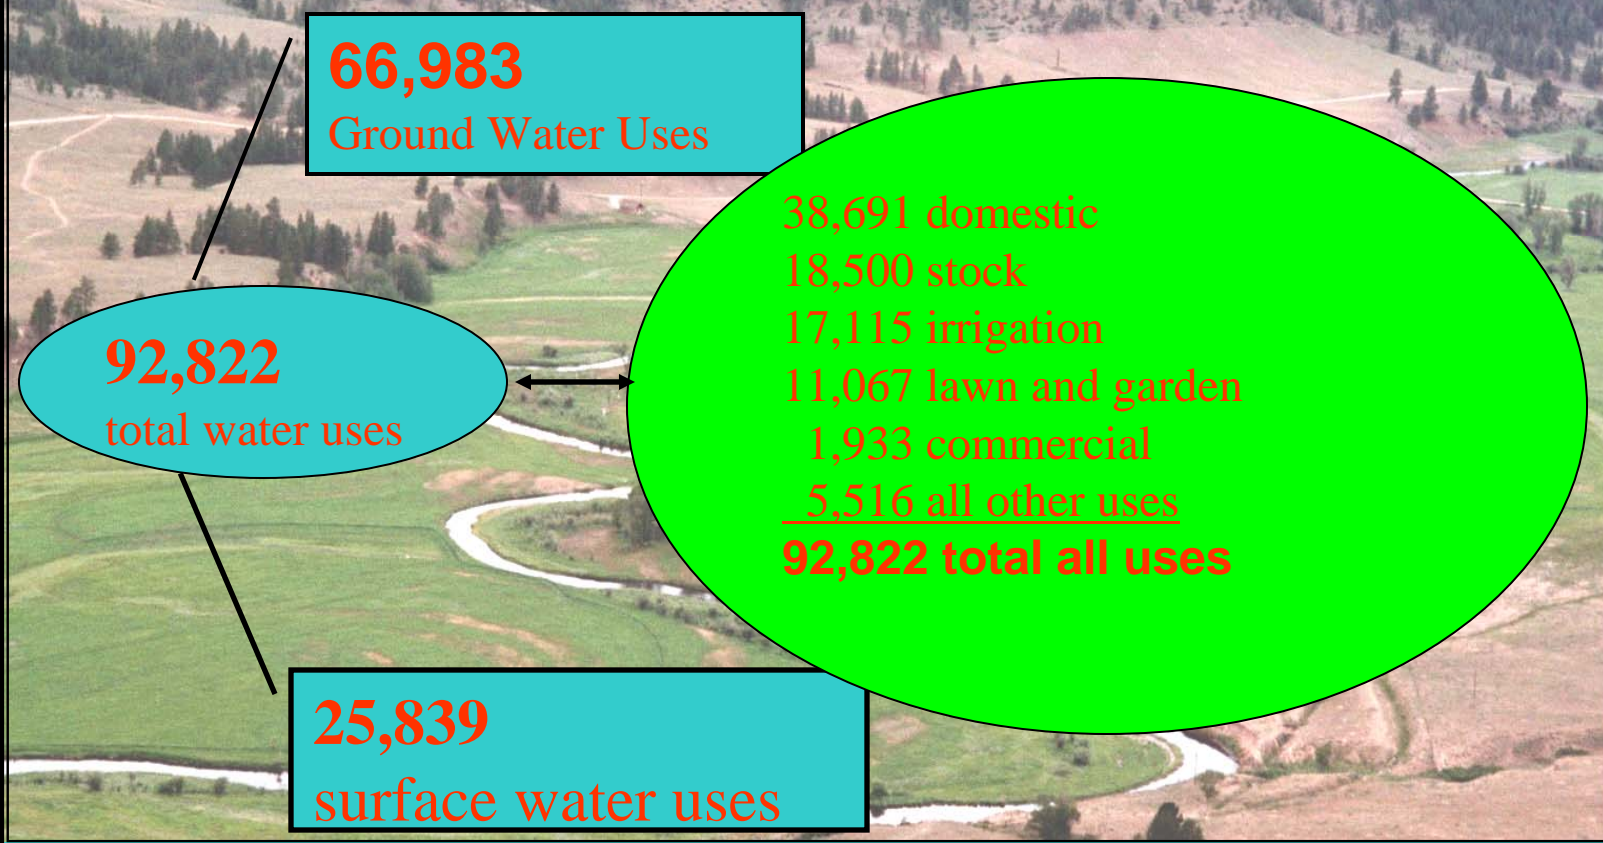 66,983
Ground Water Uses
92,822
total water uses
25,839
surface water uses
38,691 domestic
18,500 stock
17,115 irrigation
11,067 lawn and garden
1,933 commercial
5,516 all other uses
92,822 total all uses